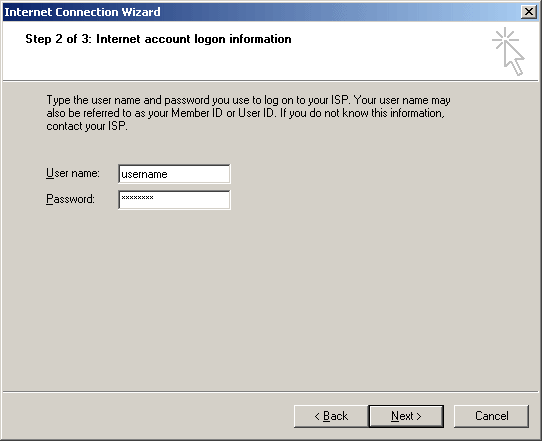 Internet Connection Wizard
Step 2 of 3: Internet account logon information
Type the user name and password you use to log on to your ISP. Your user name may
also be referred to as your Member ID or User ID. If you do not know this information,
contact your ISP.
User name: username
Password: ********
< Back Next > Cancel